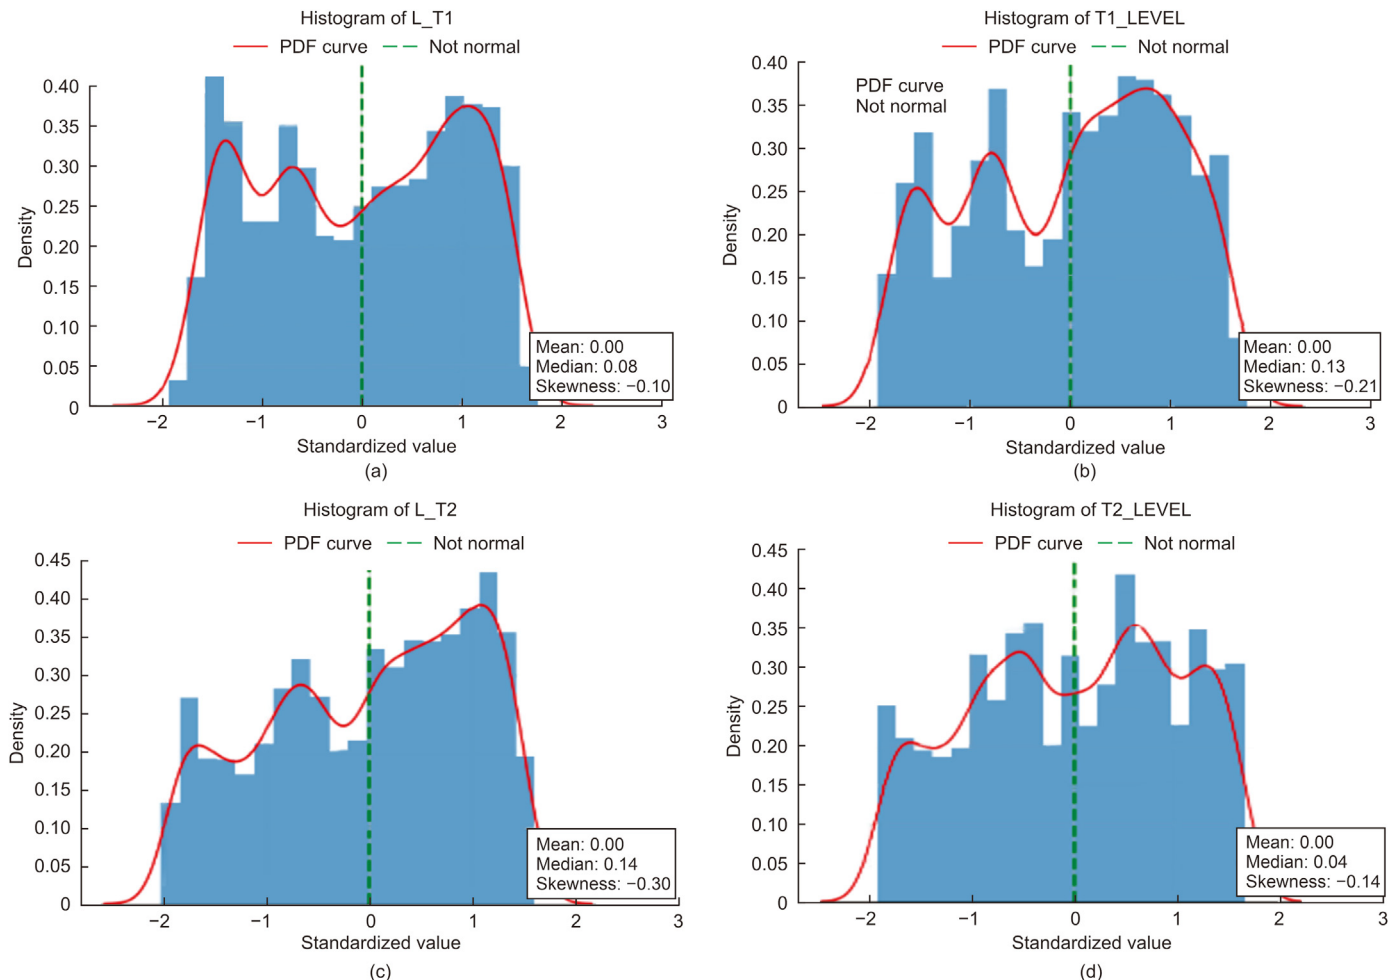 Histogram of L_T1
PDF curve Not normal
0.40
0.35
0.30
0.25
0.20
0.15
0.10
0.05
0
Density
Mean: 0.00
Median: 0.08
Skewness: −0.10
−2 −1 0 1 2 3
Standardized value
(a)
Histogram of T1_LEVEL
PDF curve Not normal
PDF curve
Not normal
0.40
0.35
0.30
0.25
0.20
0.15
0.10
0.05
0
Density
Mean: 0.00
Median: 0.13
Skewness: −0.21
−2 −1 0 1 2 3
Standardized value
(b)
Histogram of L_T2
PDF curve Not normal
0.45
0.40
0.35
0.30
0.25
0.20
0.15
0.10
0.05
0
Density
Mean: 0.00
Median: 0.14
Skewness: −0.30
−2 −1 0 1 2 3
Standardized value
(c)
Histogram of T2_LEVEL
PDF curve Not normal
0.45
0.40
0.35
0.30
0.25
0.20
0.15
0.10
0.05
0
Density
Mean: 0.00
Median: 0.04
Skewness: −0.14
−2 −1 0 1 2 3
Standardized value
(d)